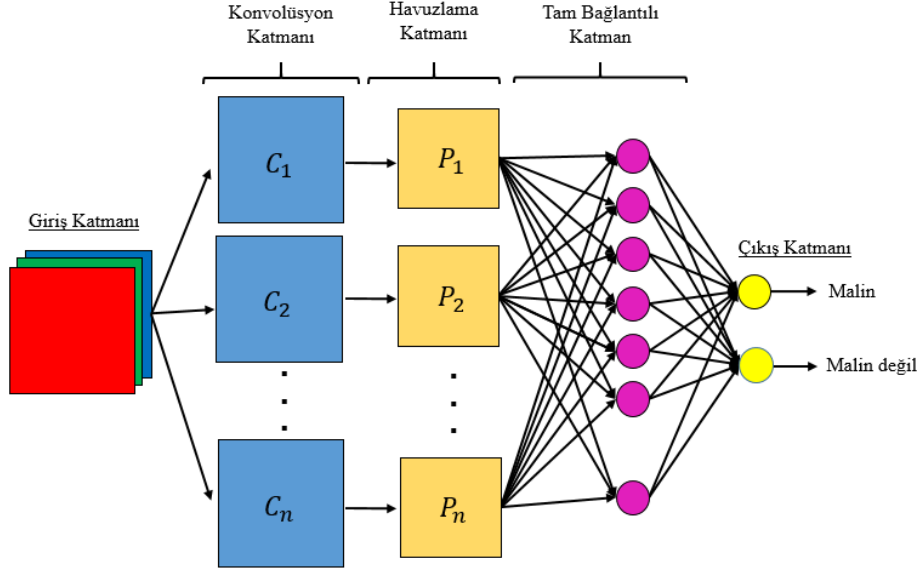 Konvolüsyon
Katmanı
Havuzlama
Katmanı
Tam Bağlantılı
Katman
Giriş Katmanı
C₁
P₁
C₂
P₂
Cₙ
Pₙ
Çıkış Katmanı
Malin
Malin değil